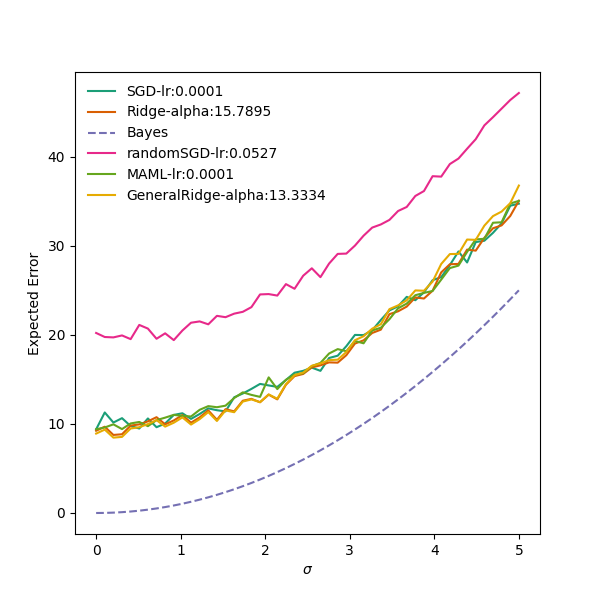 SGD-lr:0.0001
Ridge-alpha:15.7895
Bayes
randomSGD-lr:0.0527
MAML-lr:0.0001
GeneralRidge-alpha:13.3334
Expected Error
40
30
20
10
0
0 1 2 3 4 5
σ